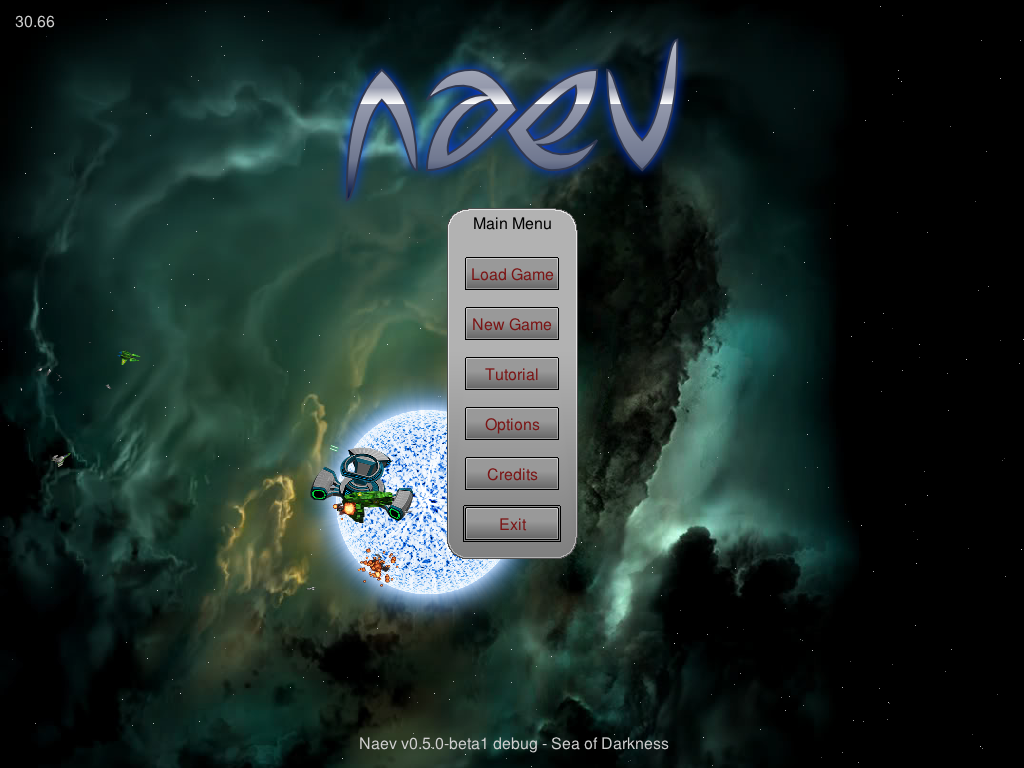 30.66
naev
Main Menu
Load Game
New Game
Tutorial
Options
Credits
Exit
Naev v0.5.0-beta1 debug - Sea of Darkness